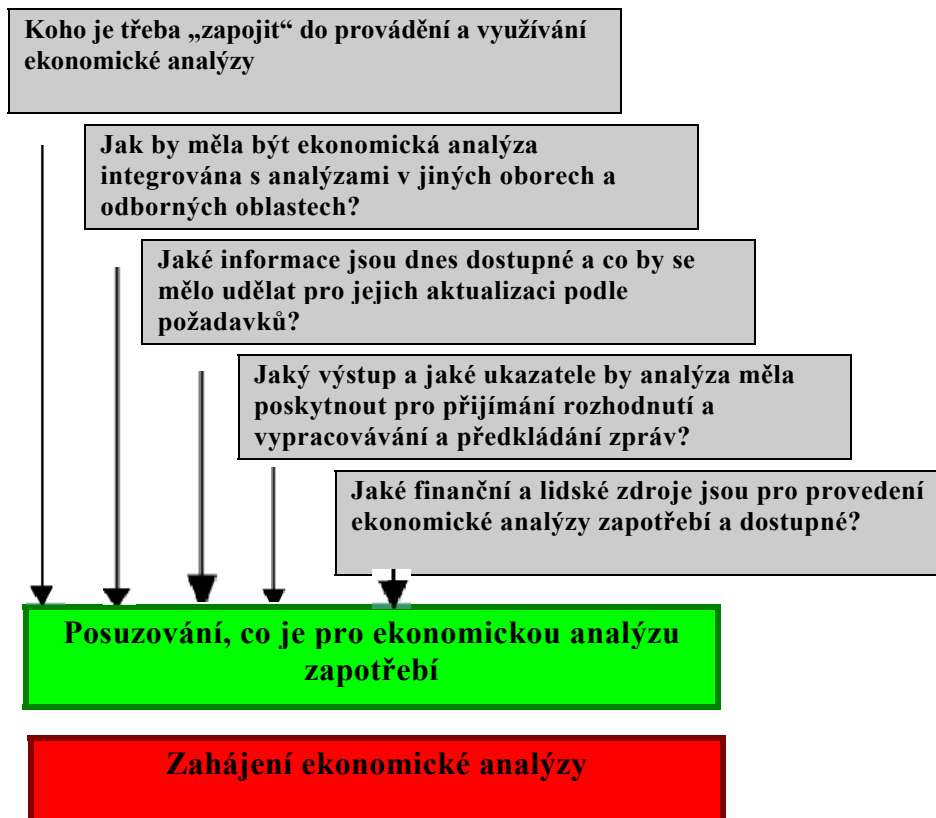 Koho je třeba „zapojit“ do provádění a využívání
ekonomické analýzy
Jak by měla být ekonomická analýza
integrována s analýzami v jiných oborech a
odborných oblastech?
Jaké informace jsou dnes dostupné a co by se
mělo udělat pro jejich aktualizaci podle
požadavků?
Jaký výstup a jaké ukazatele by analýza měla
poskytnout pro přijímání rozhodnutí a
vypracovávání a předkládání zpráv?
Jaké finanční a lidské zdroje jsou pro provedení
ekonomické analýzy zapotřebí a dostupné?
Posuzování, co je pro ekonomickou analýzu
zapotřebí
Zahájení ekonomické analýzy